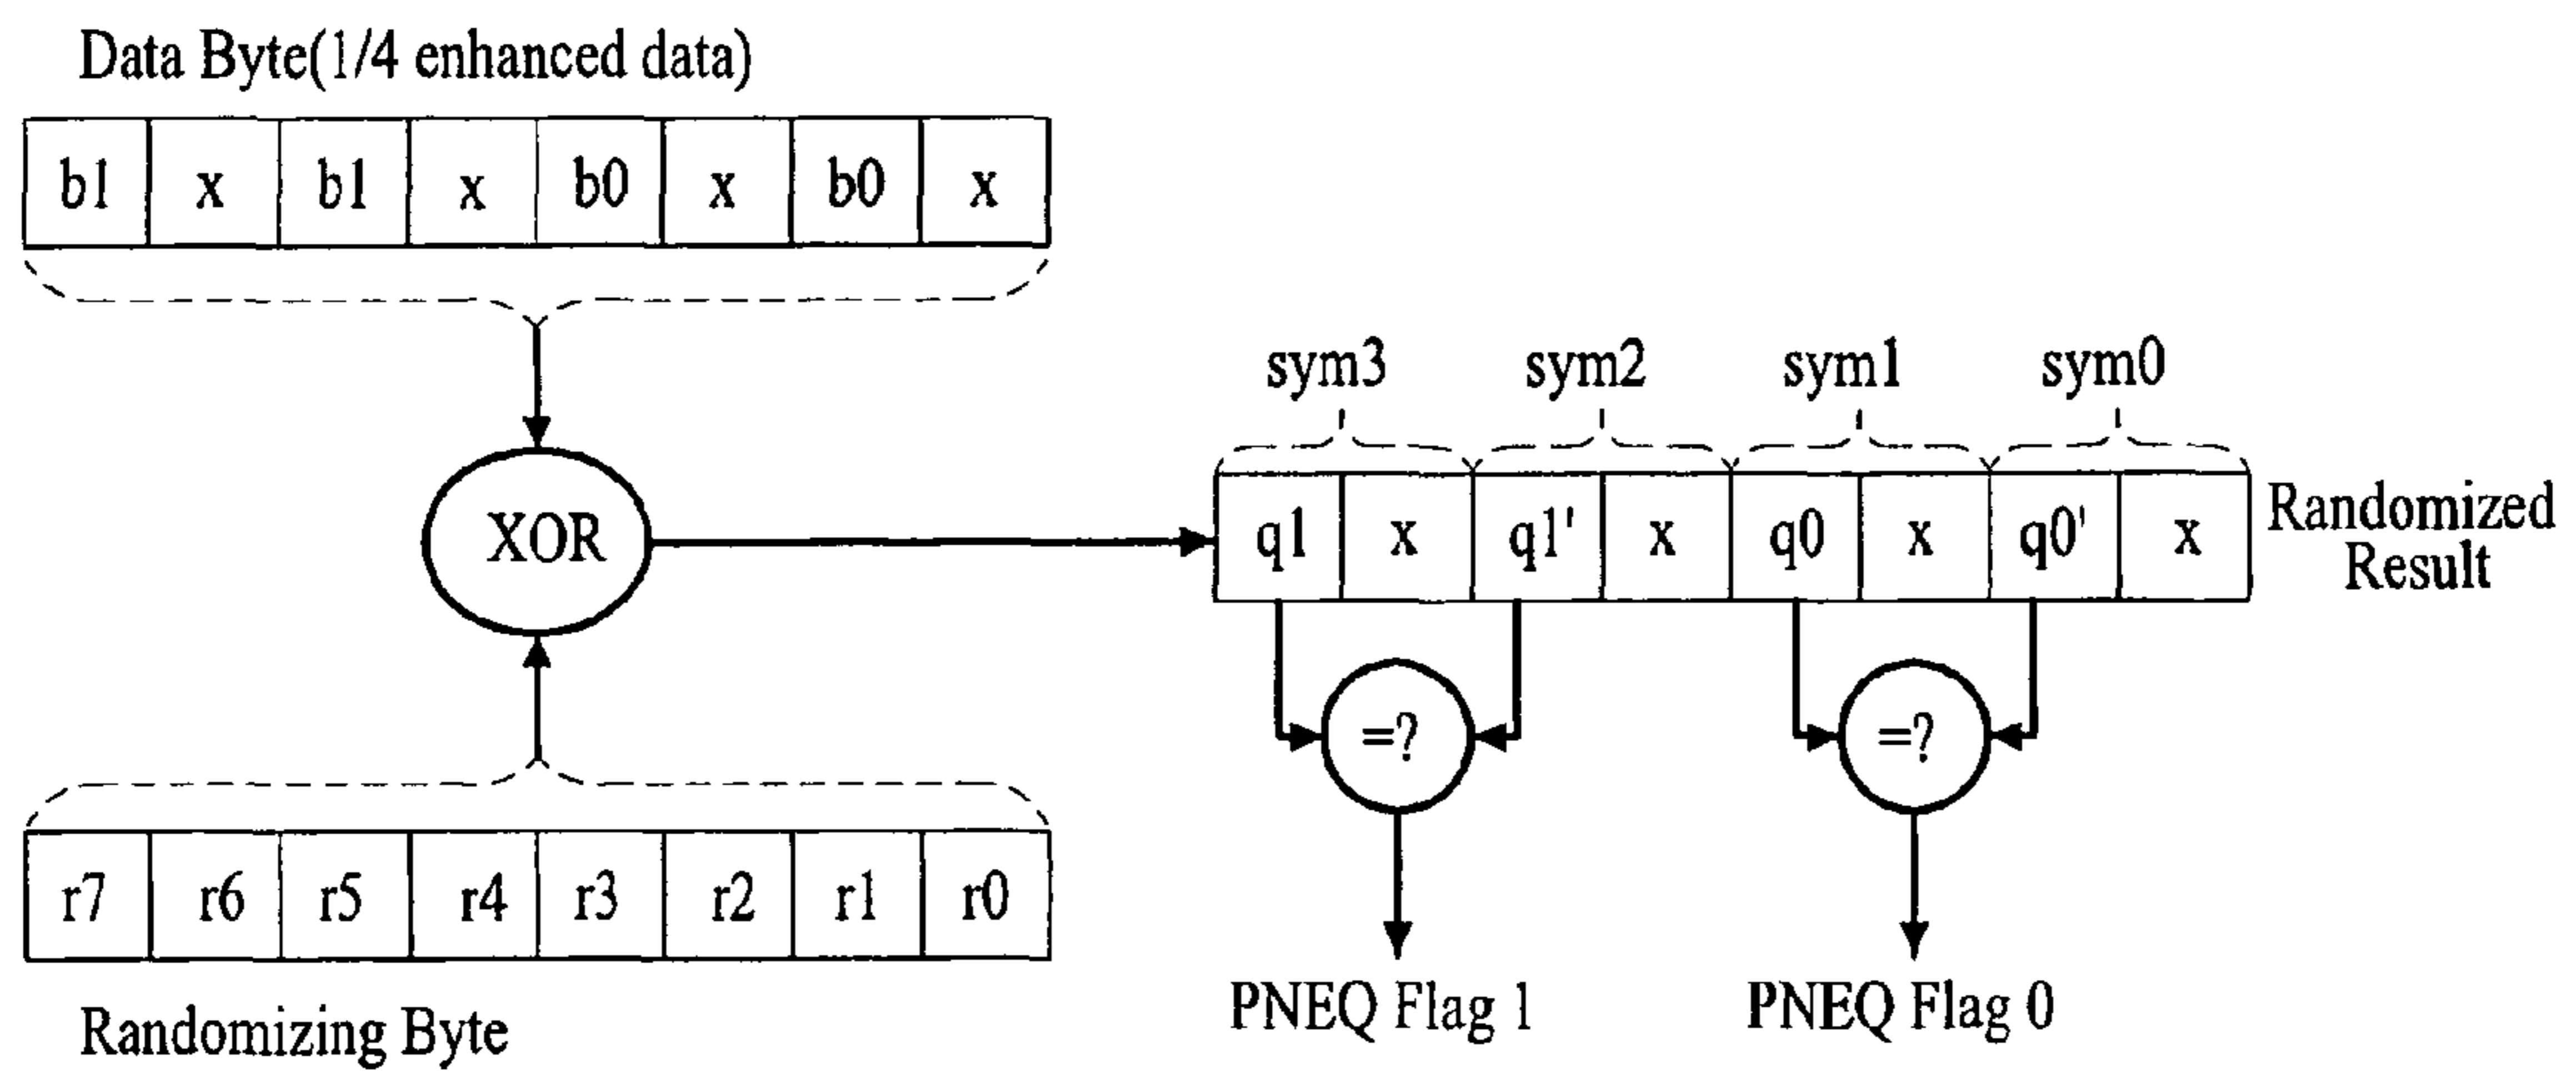 Data Byte(1/4 enhanced data)
b1 x b1 x b0 x b0 x
sym3 sym2 sym1 sym0
XOR
q1 x q1' x q0 x q0' x
Randomized
Result
=? =?
r7 r6 r5 r4 r3 r2 r1 r0
PNEQ Flag 1 PNEQ Flag 0
Randomizing Byte